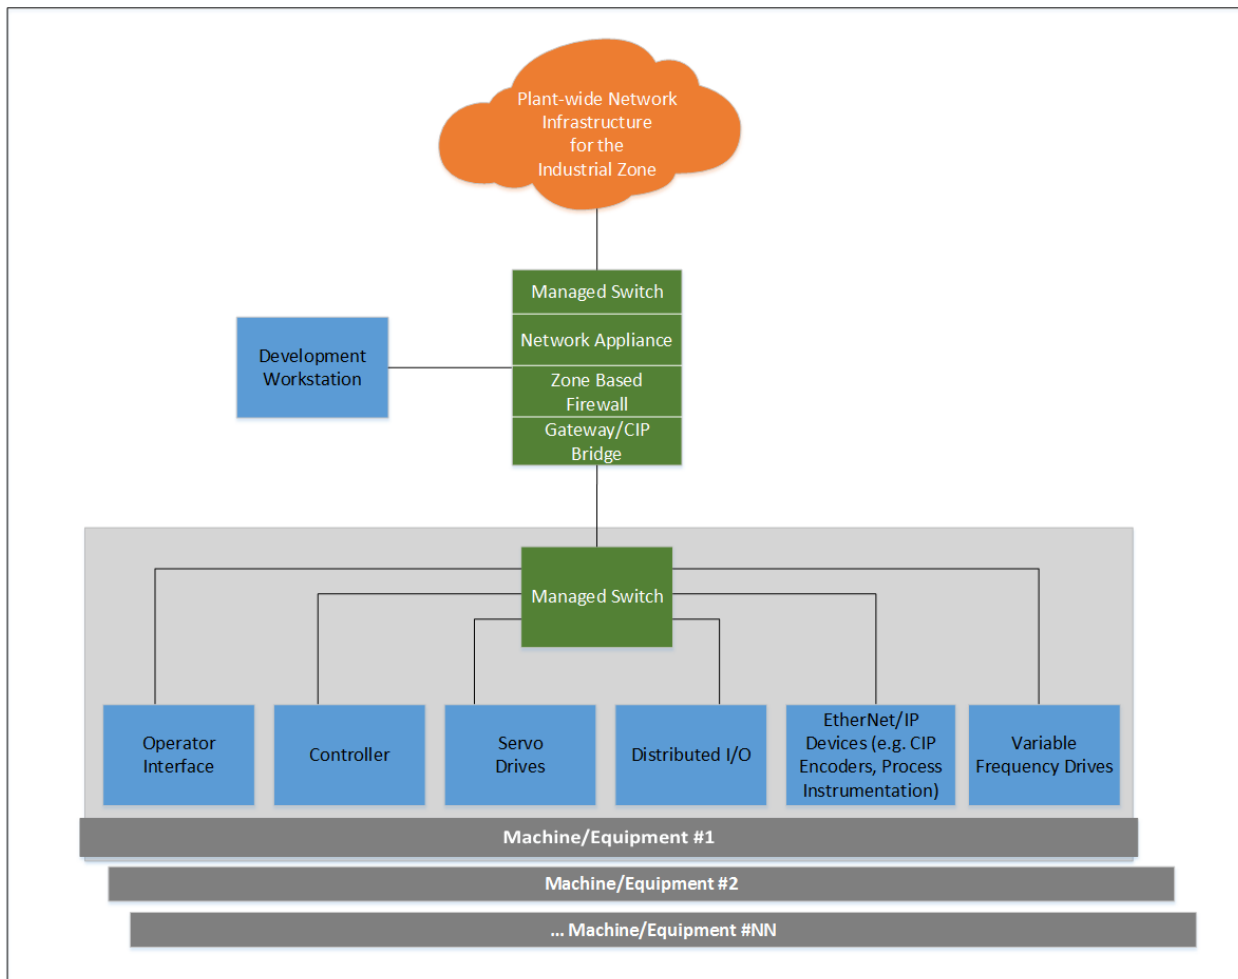 Plant-wide Network
Infrastructure
for the
Industrial Zone
Managed Switch
Network Appliance
Zone Based
Firewall
Gateway/CIP
Bridge
Development
Workstation
Managed Switch
Operator
Interface
Controller
Servo
Drives
Distributed I/O
EtherNet/IP
Devices (e.g. CIP
Encoders, Process
Instrumentation)
Variable
Frequency Drives
Machine/Equipment #1
Machine/Equipment #2
... Machine/Equipment #NN